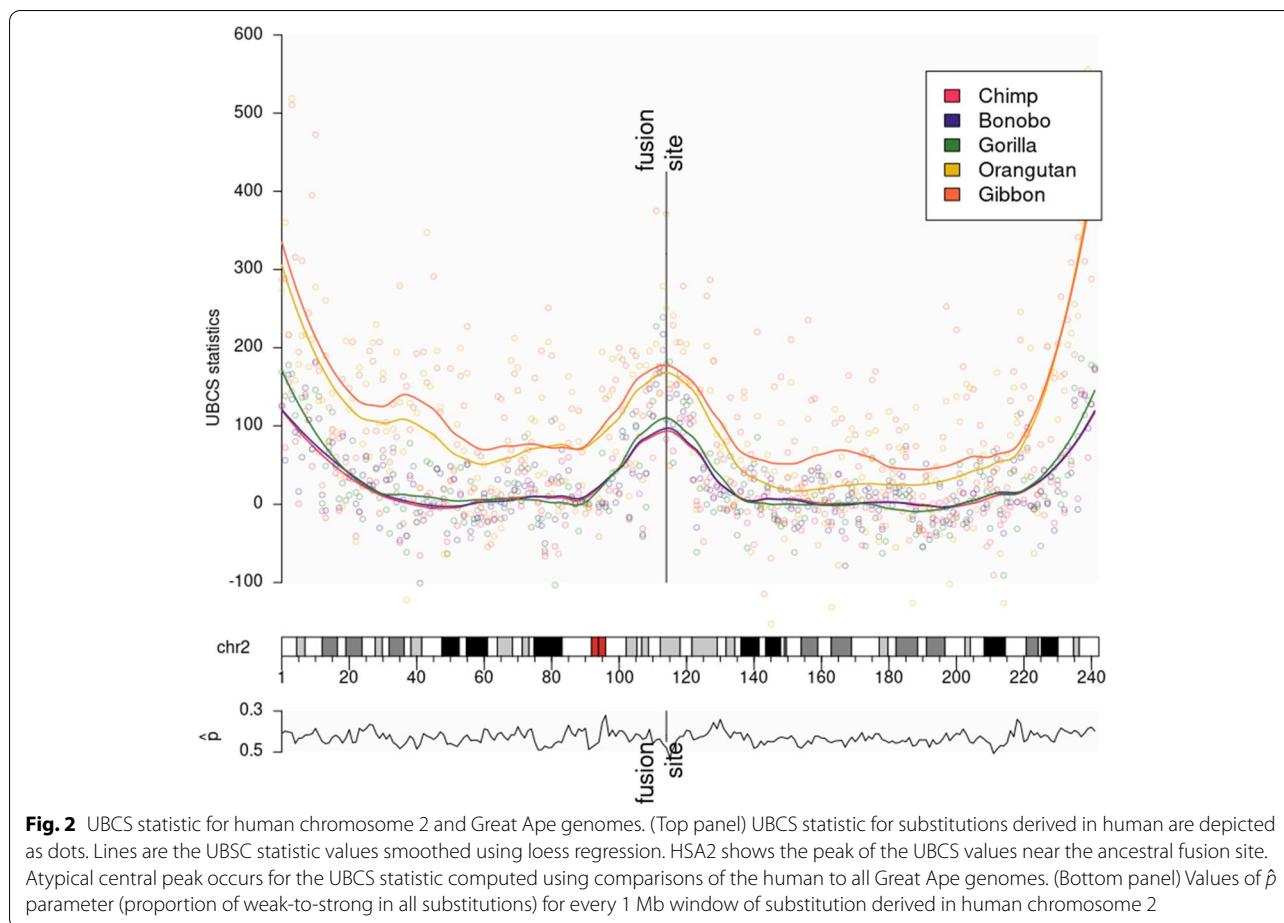 600
500
400
300
200
100
0
-100
UBCS statistics
fusion
site
Chimp
Bonobo
Gorilla
Orangutan
Gibbon
chr2
1 20 40 60 80 100 120 140 160 180 200 220 240
0.3
p̂
0.5
fusion
site
Fig. 2 UBCS statistic for human chromosome 2 and Great Ape genomes. (Top panel) UBCS statistic for substitutions derived in human are depicted
as dots. Lines are the UBSC statistic values smoothed using loess regression. HSA2 shows the peak of the UBCS values near the ancestral fusion site.
Atypical central peak occurs for the UBCS statistic computed using comparisons of the human to all Great Ape genomes. (Bottom panel) Values of p̂
parameter (proportion of weak-to-strong in all substitutions) for every 1 Mb window of substitution derived in human chromosome 2